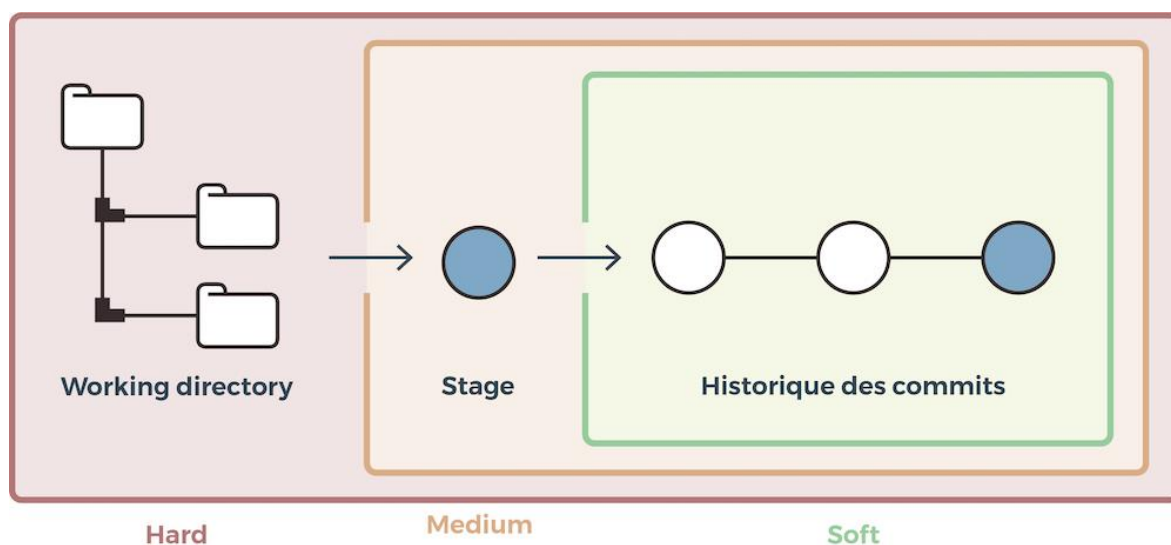 Working directory
Stage
Historique des commits
Hard
Medium
Soft